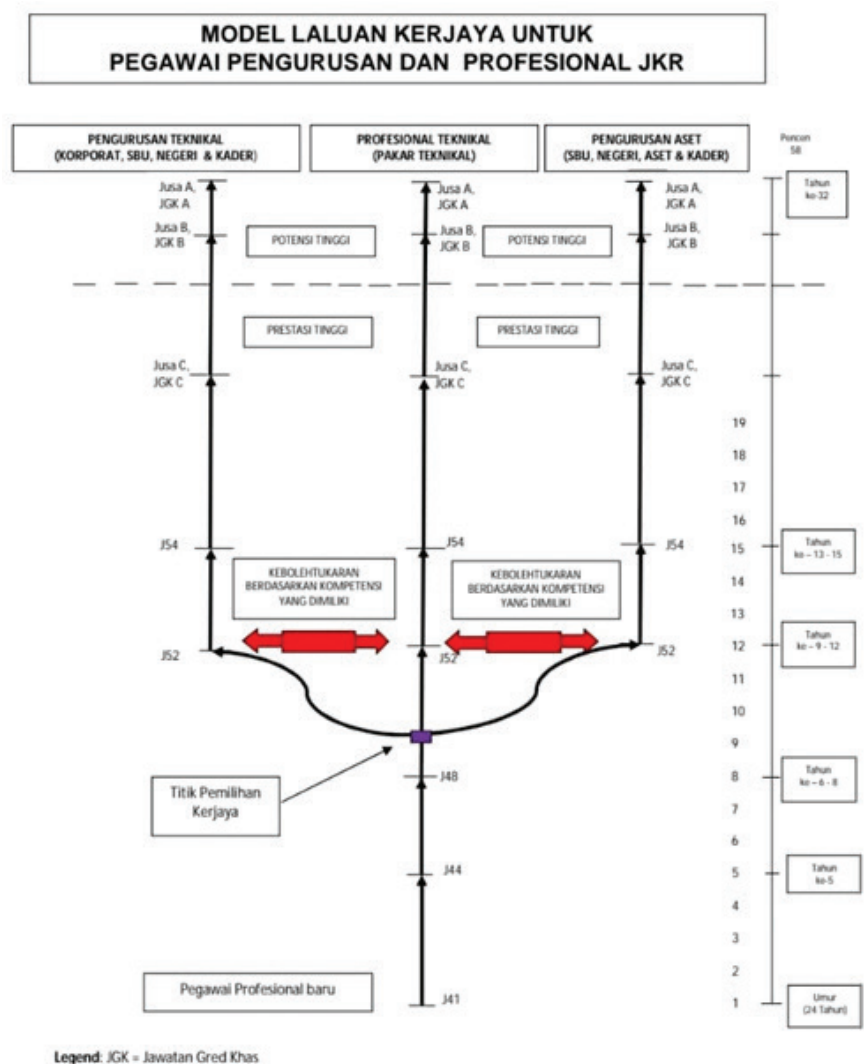 MODEL LALUAN KERJAYA UNTUK
PEGAWAI PENGURUSAN DAN PROFESIONAL JKR
PENGURUSAN TEKNIKAL
(KORPORAT, SBU, NEGERI & KADER)
PROFESIONAL TEKNIKAL
(PAKAR TEKNIKAL)
PENGURUSAN ASET
(SBU, NEGERI, ASET & KADER)
Pencen
58
Jusa A,
JGK A
Jusa A,
JGK A
Jusa A,
JGK A
Tahun
ke-32
Jusa B,
JGK B
POTENSI TINGGI
Jusa B,
JGK B
POTENSI TINGGI
Jusa B,
JGK B
PRESTASI TINGGI
PRESTASI TINGGI
Jusa C,
JGK C
Jusa C,
JGK C
Jusa C,
JGK C
19
18
17
16
J54
J54
J54
15
Tahun
ke – 13 - 15
KEBOLEHTUKARAN
BERDASARKAN KOMPETENSI
YANG DIMILIKI
KEBOLEHTUKARAN
BERDASARKAN KOMPETENSI
YANG DIMILIKI
14
13
J52
J52
J52
12
Tahun
ke – 9 - 12
11
10
9
Titik Pemilihan
Kerjaya
J48
8
Tahun
ke – 6 - 8
7
6
J44
5
Tahun
ke-5
4
3
2
Pegawai Profesional baru
J41
1
Umur
(24 Tahun)
Legend: JGK = Jawatan Gred Khas